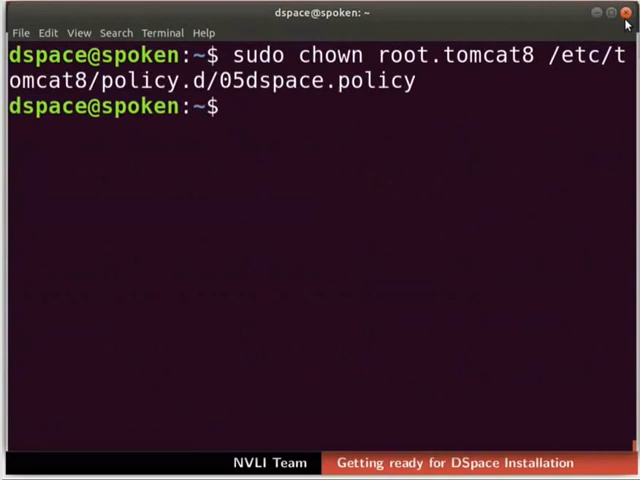 dspace@spoken: ~
File Edit View Search Terminal Help
dspace@spoken:~$ sudo chown root.tomcat8 /etc/t
omcat8/policy.d/05dspace.policy
dspace@spoken:~$
NVLI Team Getting ready for DSpace Installation